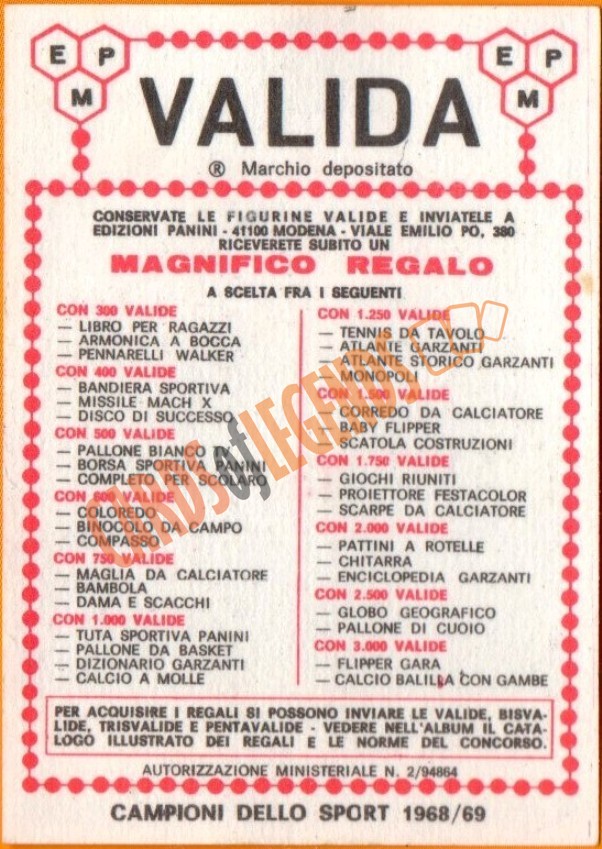 E P
M
E P
M
VALIDA
® Marchio depositato
CONSERVATE LE FIGURINE VALIDE E INVIATELE A
EDIZIONI PANINI - 41100 MODENA - VIALE EMILIO PO, 380
RICEVERETE SUBITO UN
MAGNIFICO REGALO
A SCELTA FRA I SEGUENTI
CON 300 VALIDE
— LIBRO PER RAGAZZI
— ARMONICA A BOCCA
— PENNARELLI WALKER
CON 400 VALIDE
— BANDIERA SPORTIVA
— MISSILE MACH X
— DISCO DI SUCCESSO
CON 500 VALIDE
— PALLONE BIANCO
— BORSA SPORTIVA PANINI
— COMPLETO PER SCOLARO
CON 600 VALIDE
— COLOREDO
— BINOCOLO DA CAMPO
— COMPASSO
CON 750 VALIDE
— MAGLIA DA CALCIATORE
— BAMBOLA
— DAMA E SCACCHI
CON 1.000 VALIDE
— TUTA SPORTIVA PANINI
— PALLONE DA BASKET
— DIZIONARIO GARZANTI
— CALCIO A MOLLE
CON 1.250 VALIDE
— TENNIS DA TAVOLO
— ATLANTE GARZANTI
— ATLANTE STORICO GARZANTI
— MONOPOLI
CON 1.500 VALIDE
— CORREDO DA CALCIATORE
— BABY FLIPPER
— SCATOLA COSTRUZIONI
CON 1.750 VALIDE
— GIOCHI RIUNITI
— PROIETTORE FESTACOLOR
— SCARPE DA CALCIATORE
CON 2.000 VALIDE
— PATTINI A ROTELLE
— CHITARRA
— ENCICLOPEDIA GARZANTI
CON 2.500 VALIDE
— GLOBO GEOGRAFICO
— PALLONE DI CUOIO
CON 3.000 VALIDE
— FLIPPER GARA
— CALCIO BALILLA CON GAMBE
PER ACQUISIRE I REGALI SI POSSONO INVIARE LE VALIDE, BISVA-
LIDE, TRISVALIDE E PENTAVALIDE - VEDERE NELL'ALBUM IL CATA-
LOGO ILLUSTRATO DEI REGALI E LE NORME DEL CONCORSO.
AUTORIZZAZIONE MINISTERIALE N. 2/94864
CAMPIONI DELLO SPORT 1968/69
CARDS of LEGENDS